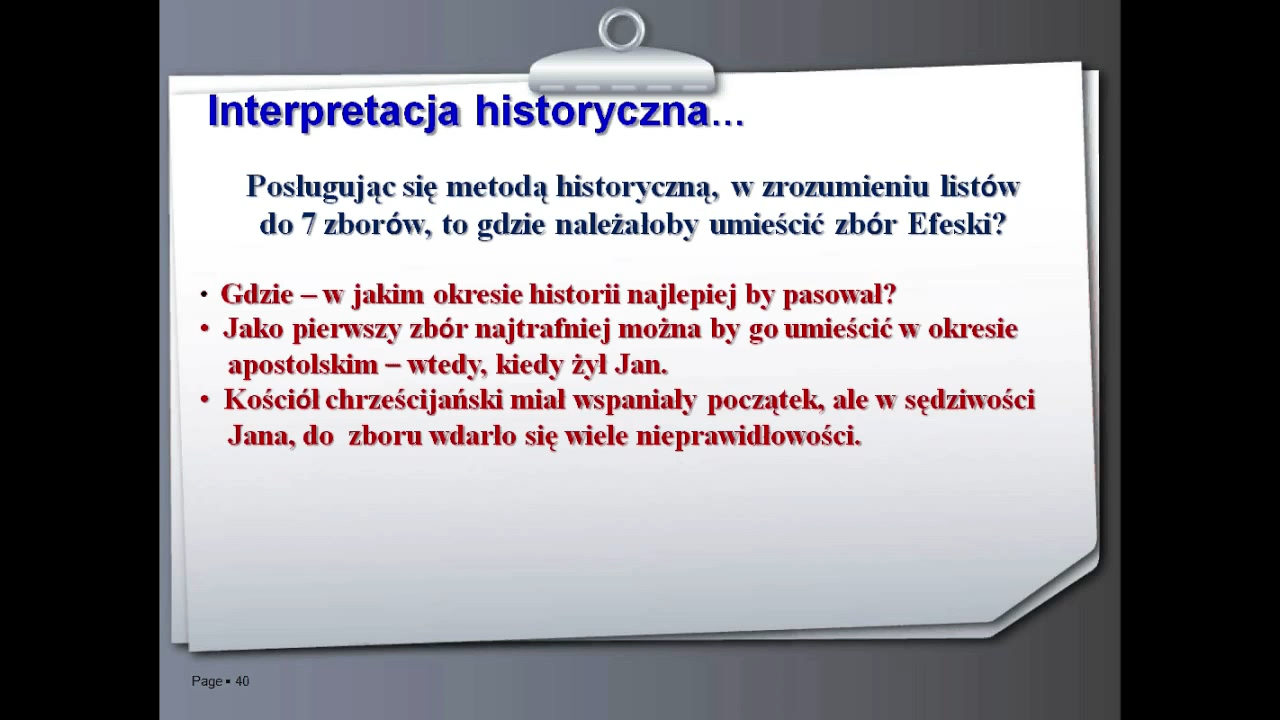 Interpretacja historyczna...
Posługując się metodą historyczną, w zrozumieniu listów
do 7 zborów, to gdzie należałoby umieścić zbór Efeski?
• Gdzie – w jakim okresie historii najlepiej by pasował?
• Jako pierwszy zbór najtrafniej można by go umieścić w okresie
apostolskim – wtedy, kiedy żył Jan.
• Kościół chrześcijański miał wspaniały początek, ale w sędziwości
Jana, do zboru wdarło się wiele nieprawidłowości.
Page ▪ 40